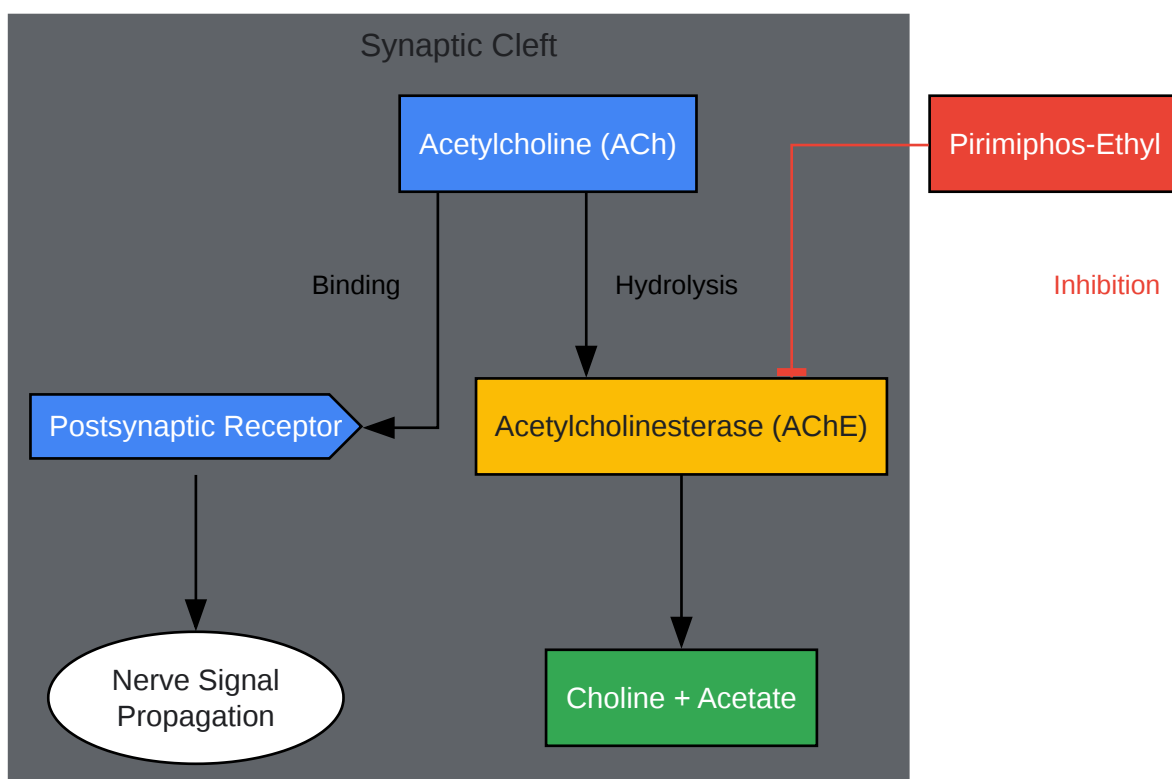 Synaptic Cleft
Acetylcholine (ACh)
Pirimiphos-Ethyl
Binding
Hydrolysis
Inhibition
Postsynaptic Receptor
Acetylcholinesterase (AChE)
Nerve Signal
Propagation
Choline + Acetate